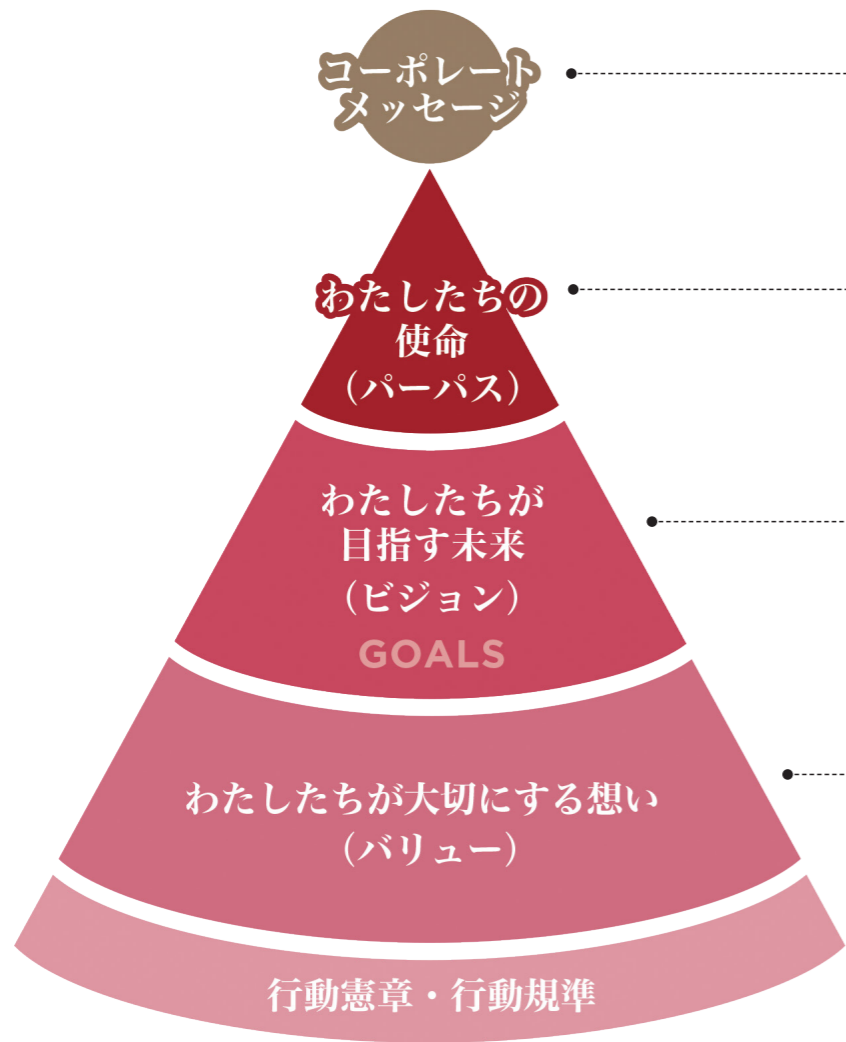 コーポレート
メッセージ
わたしたちの
使命
（パーパス）
わたしたちが
目指す未来
（ビジョン）
GOALS
わたしたちが大切にする想い
（バリュー）
行動憲章・行動規準